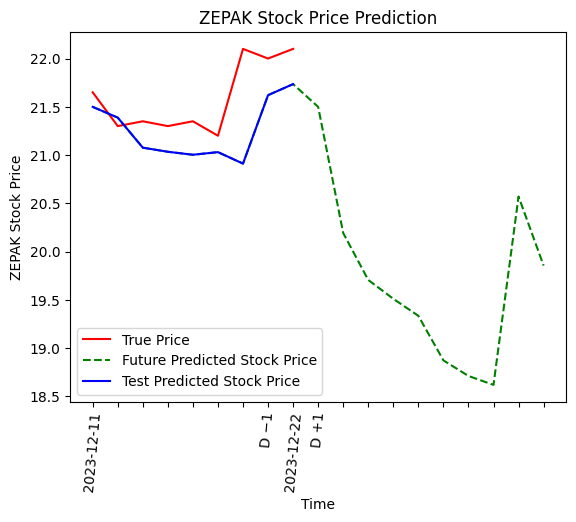 ZEPAK Stock Price Prediction
ZEPAK Stock Price
22.0
21.5
21.0
20.5
20.0
19.5
19.0
18.5
True Price
Future Predicted Stock Price
Test Predicted Stock Price
2023-12-11
D −1
2023-12-22
D +1
Time